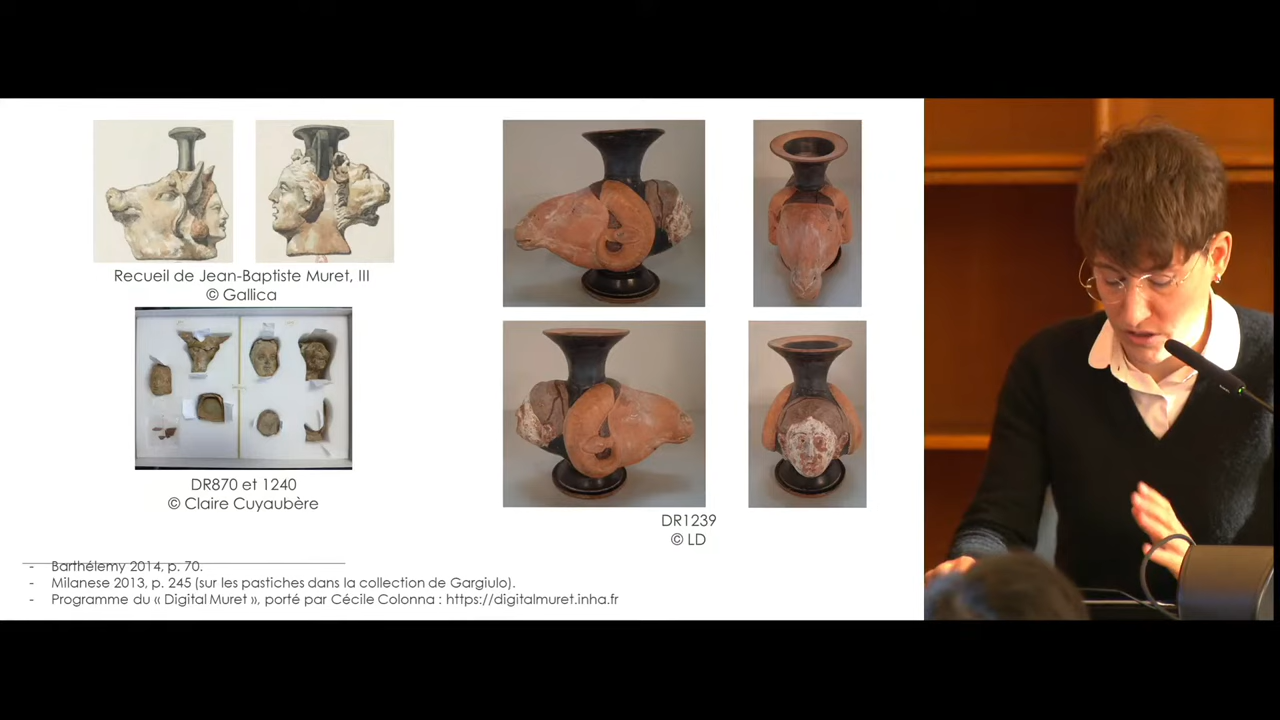 Recueil de Jean-Baptiste Muret, III
© Gallica
DR870 et 1240
© Claire Cuyaubère
DR1239
© LD
- Barthélemy 2014, p. 70.
- Milanese 2013, p. 245 (sur les pastiches dans la collection de Gargiulo).
- Programme du « Digital Muret », porté par Cécile Colonna : https://digitalmuret.inha.fr